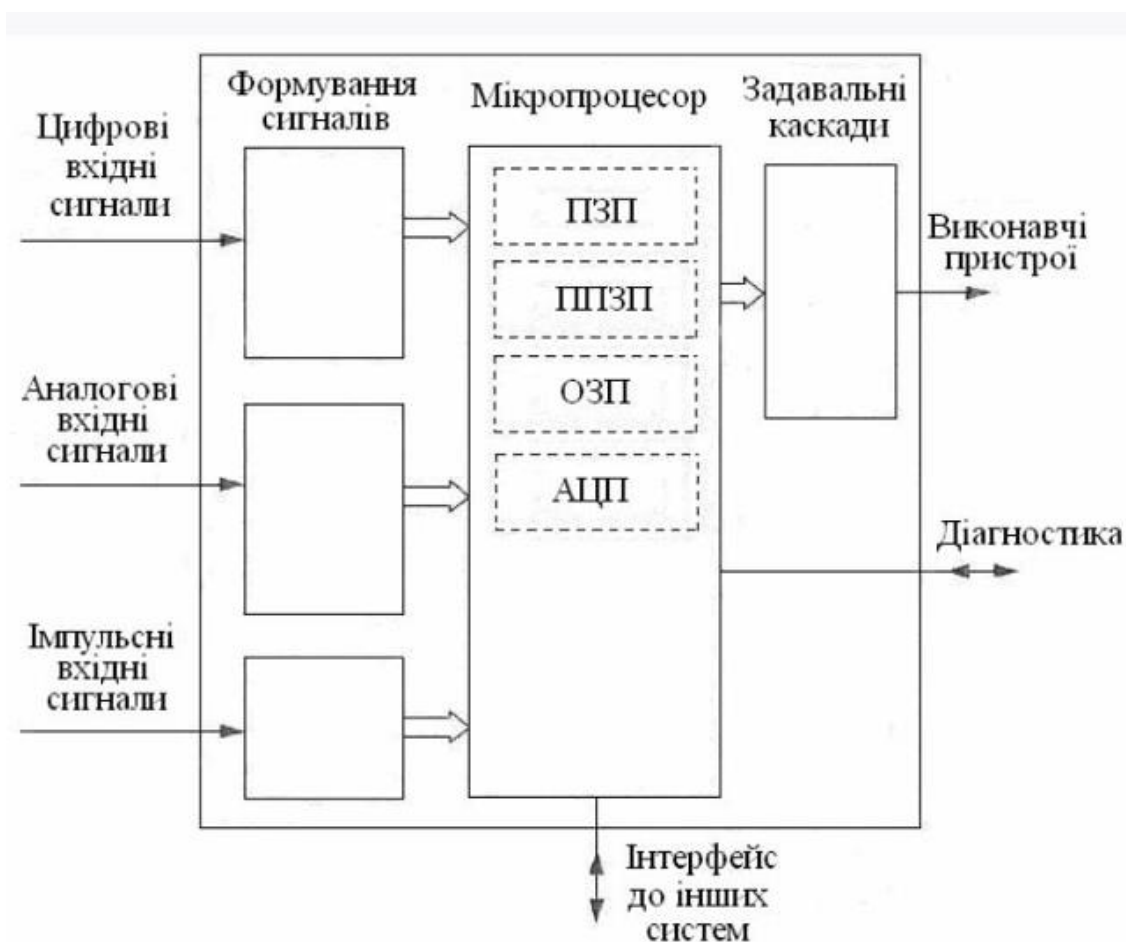 Формування
сигналів
Мікропроцесор
Задавальні
каскади
Цифрові
вхідні
сигнали
ПЗП
ППЗП
ОЗП
АЦП
Виконавчі
пристрої
Аналогові
вхідні
сигнали
Діагностика
Імпульсні
вхідні
сигнали
Інтерфейс
до інших
систем